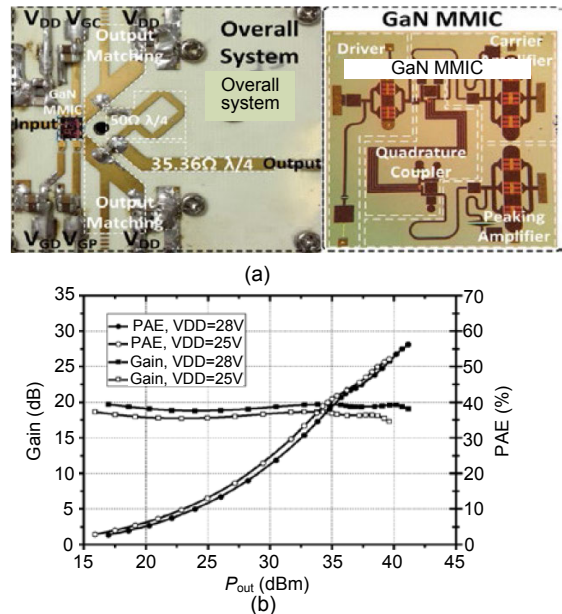 VDD VGC VDD
Output
Matching
Overall
System
Overall
system
GaN
MMIC
Input
50Ω λ/4
35.36Ω λ/4
Output
Output
Matching
VGD VGP VDD
GaN MMIC
Driver
Carrier
Amplifier
GaN MMIC
Quadrature
Coupler
Peaking
Amplifier
(a)
35
30
25
20
15
10
5
0
Gain (dB)
PAE, VDD=28V
PAE, VDD=25V
Gain, VDD=28V
Gain, VDD=25V
70
60
50
40
30
20
10
0
PAE (%)
15 20 25 30 35 40 45
Pout (dBm)
(b)